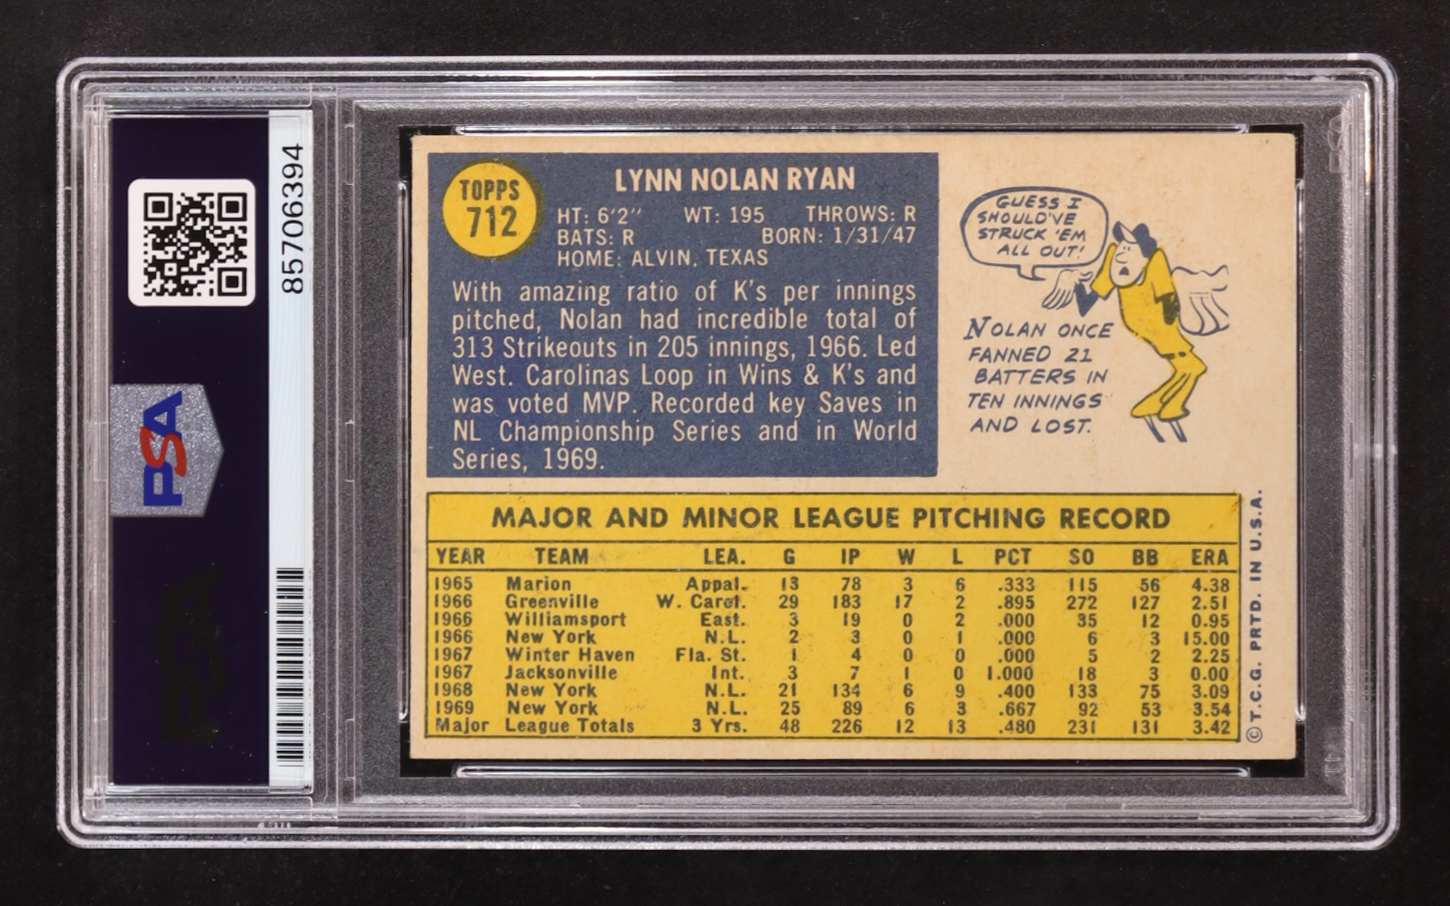 85706394
PSA
TOPPS
712
LYNN NOLAN RYAN
HT: 6'2" WT: 195 THROWS: R
BATS: R BORN: 1/31/47
HOME: ALVIN, TEXAS
With amazing ratio of K's per innings
pitched, Nolan had incredible total of
313 Strikeouts in 205 innings, 1966. Led
West. Carolinas Loop in Wins & K's and
was voted MVP. Recorded key Saves in
NL Championship Series and in World
Series, 1969.
GUESS I
SHOULD'VE
STRUCK 'EM
ALL OUT!
NOLAN ONCE
FANNED 21
BATTERS IN
TEN INNINGS
AND LOST.
MAJOR AND MINOR LEAGUE PITCHING RECORD
YEAR TEAM LEA. G IP W L PCT SO BB ERA
1965 Marion Appal. 13 78 3 6 .333 115 56 4.38
1966 Greenville W. Carol. 29 183 17 2 .895 272 127 2.51
1966 Williamsport East. 3 19 0 2 .000 35 12 0.95
1966 New York N.L. 2 3 0 1 .000 6 3 15.00
1967 Winter Haven Fla. St. 1 4 0 0 .000 5 2 2.25
1967 Jacksonville Int. 3 7 1 0 1.000 18 3 0.00
1968 New York N.L. 21 134 6 9 .400 133 75 3.09
1969 New York N.L. 25 89 6 3 .667 92 53 3.54
Major League Totals 3 Yrs. 48 226 12 13 .480 231 131 3.42
© T.C.G. PRTD. IN U.S.A.
PSA